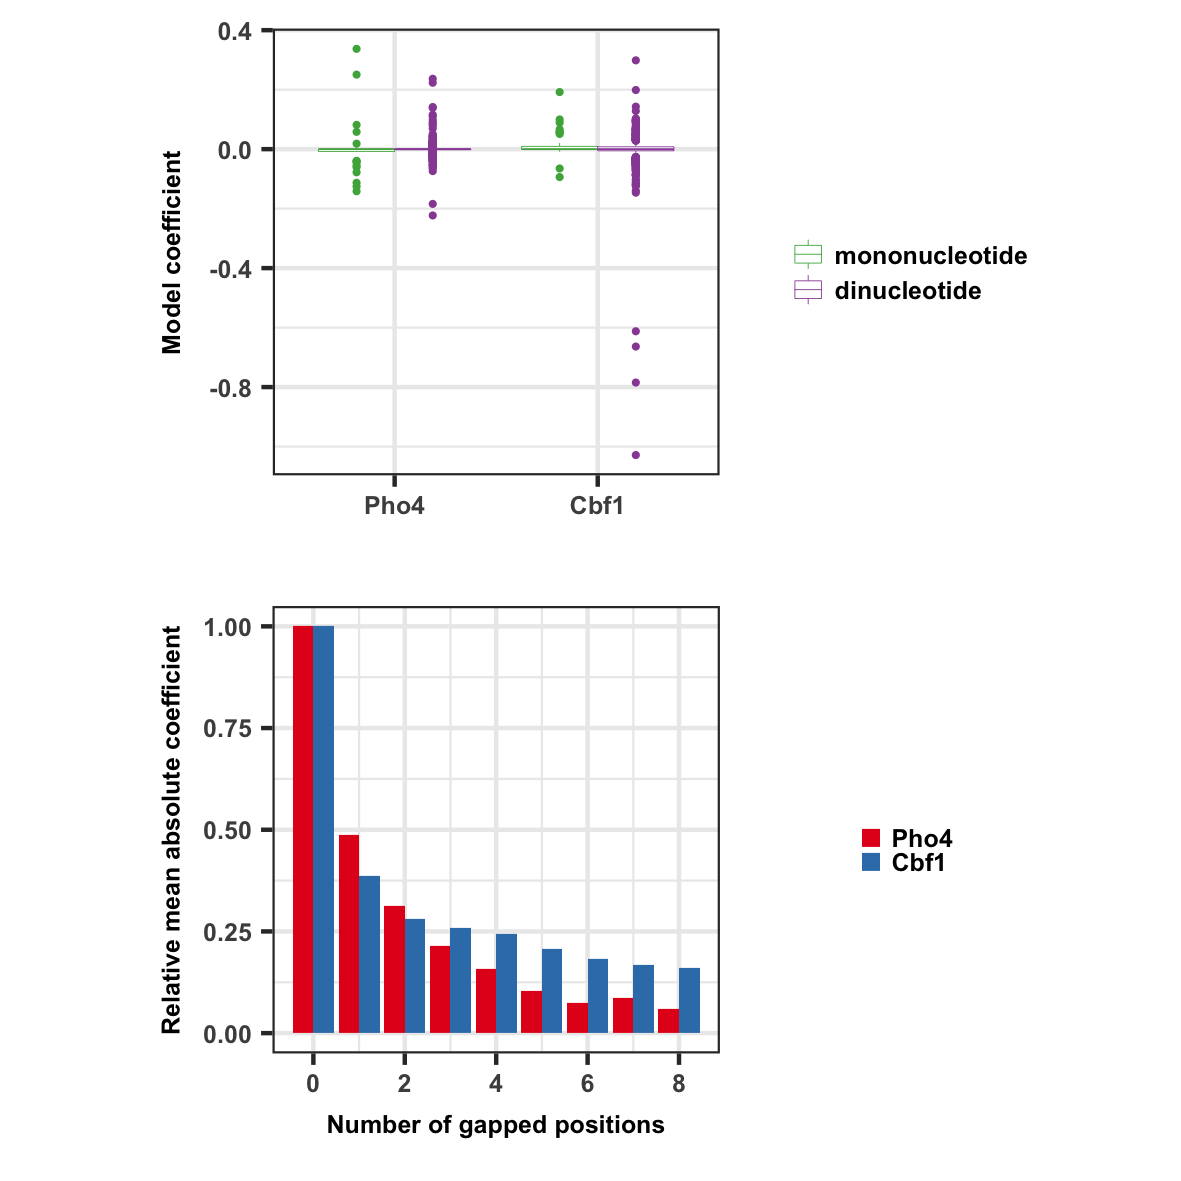 0.4
0.0
-0.4
-0.8
Model coefficient
Pho4 Cbf1
mononucleotide
dinucleotide
1.00
0.75
0.50
0.25
0.00
Relative mean absolute coefficient
0 2 4 6 8
Number of gapped positions
Pho4
Cbf1